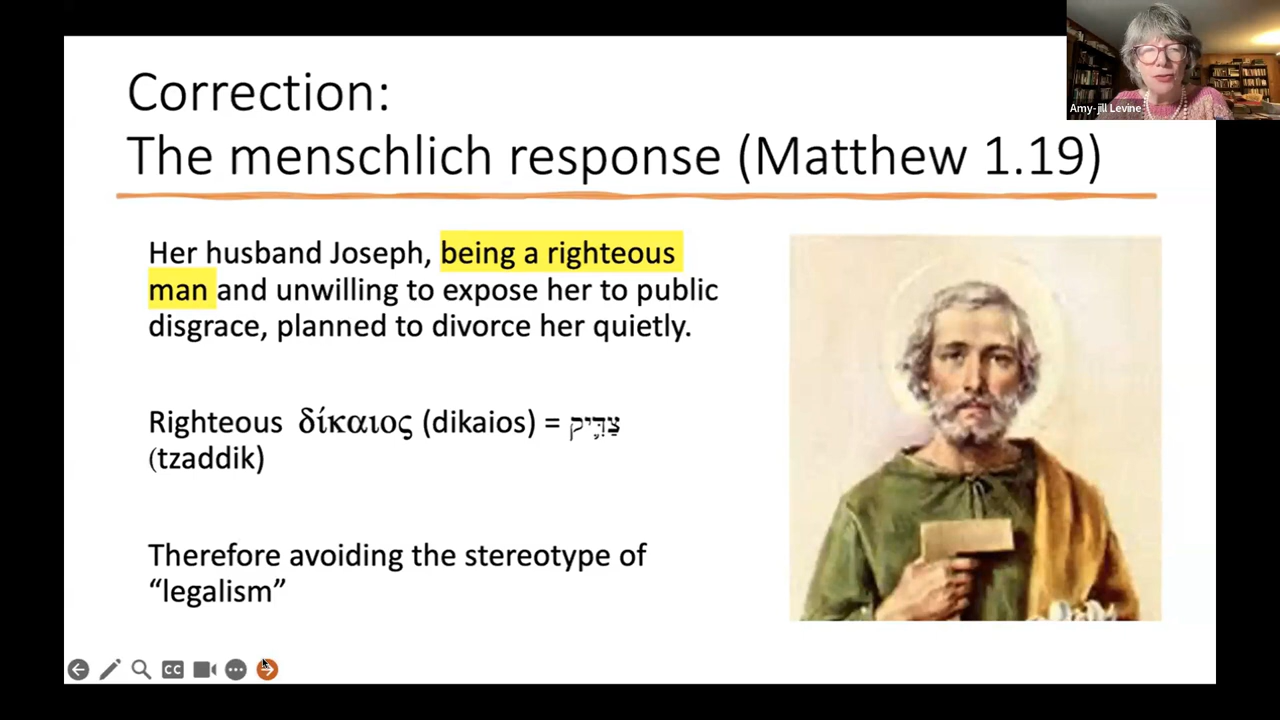 Correction:
The menschlich response (Matthew 1.19)
Amy-jill Levine
Her husband Joseph, being a righteous
man and unwilling to expose her to public
disgrace, planned to divorce her quietly.
Righteous δίκαιος (dikaios) = צַדִּ֛יק
(tzaddik)
Therefore avoiding the stereotype of
“legalism”
CC